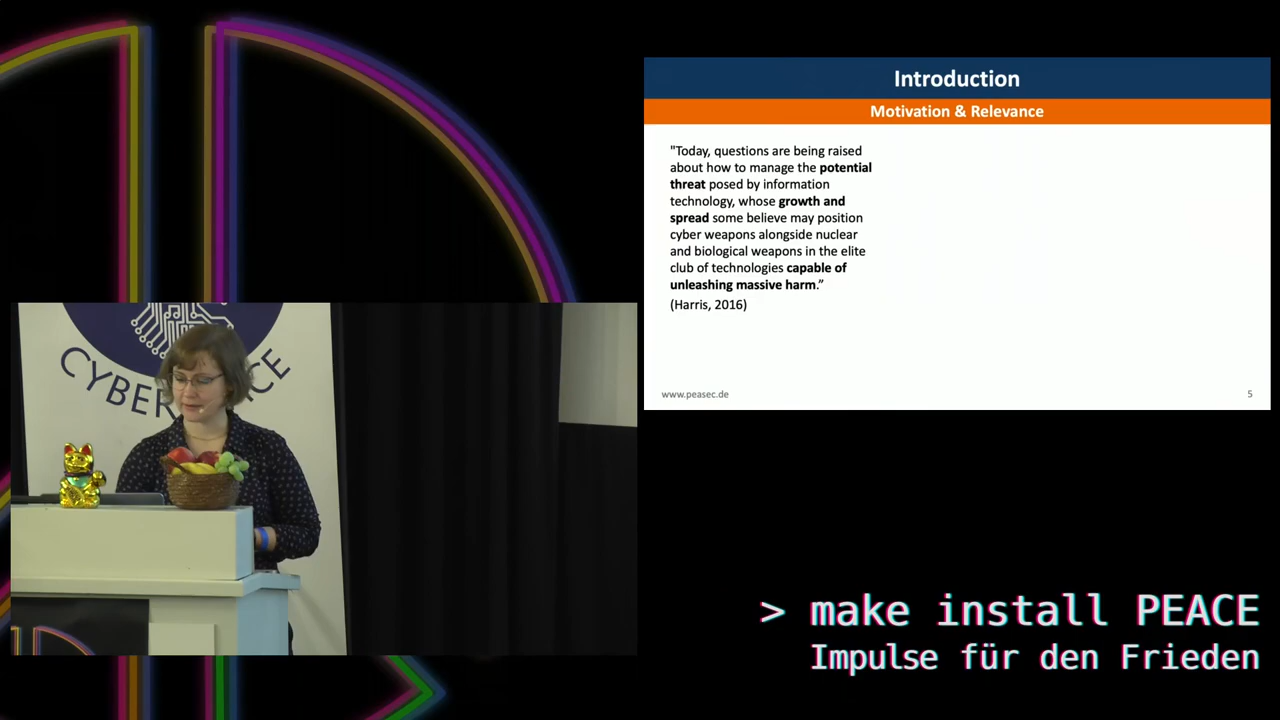 Introduction
Motivation & Relevance
"Today, questions are being raised
about how to manage the potential
threat posed by information
technology, whose growth and
spread some believe may position
cyber weapons alongside nuclear
and biological weapons in the elite
club of technologies capable of
unleashing massive harm.”
(Harris, 2016)
www.peasec.de
5
CYBER
CE
> make install PEACE
Impulse für den Frieden